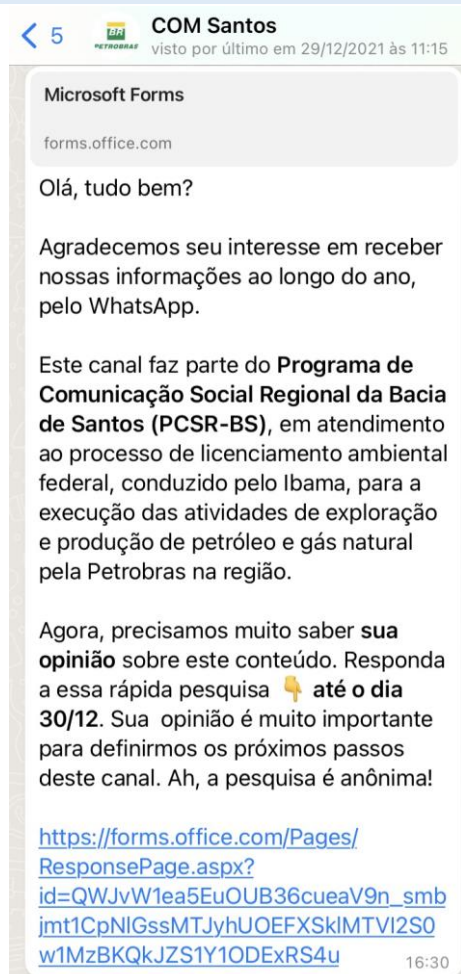 5
BR
PETROBRAS
COM Santos
visto por último em 29/12/2021 às 11:15
Microsoft Forms
forms.office.com
Olá, tudo bem?
Agradecemos seu interesse em receber
nossas informações ao longo do ano,
pelo WhatsApp.
Este canal faz parte do Programa de
Comunicação Social Regional da Bacia
de Santos (PCSR-BS), em atendimento
ao processo de licenciamento ambiental
federal, conduzido pelo Ibama, para a
execução das atividades de exploração
e produção de petróleo e gás natural
pela Petrobras na região.
Agora, precisamos muito saber sua
opinião sobre este conteúdo. Responda
a essa rápida pesquisa 👇 até o dia
30/12. Sua opinião é muito importante
para definirmos os próximos passos
deste canal. Ah, a pesquisa é anônima!
https://forms.office.com/Pages/
ResponsePage.aspx?
id=QWJvW1ea5EuOUB36cueaV9n_smb
jmt1CpNlGssMTJyhUOEFXSklMTVI2S0
w1MzBKQkJZS1Y1ODExRS4u
16:30